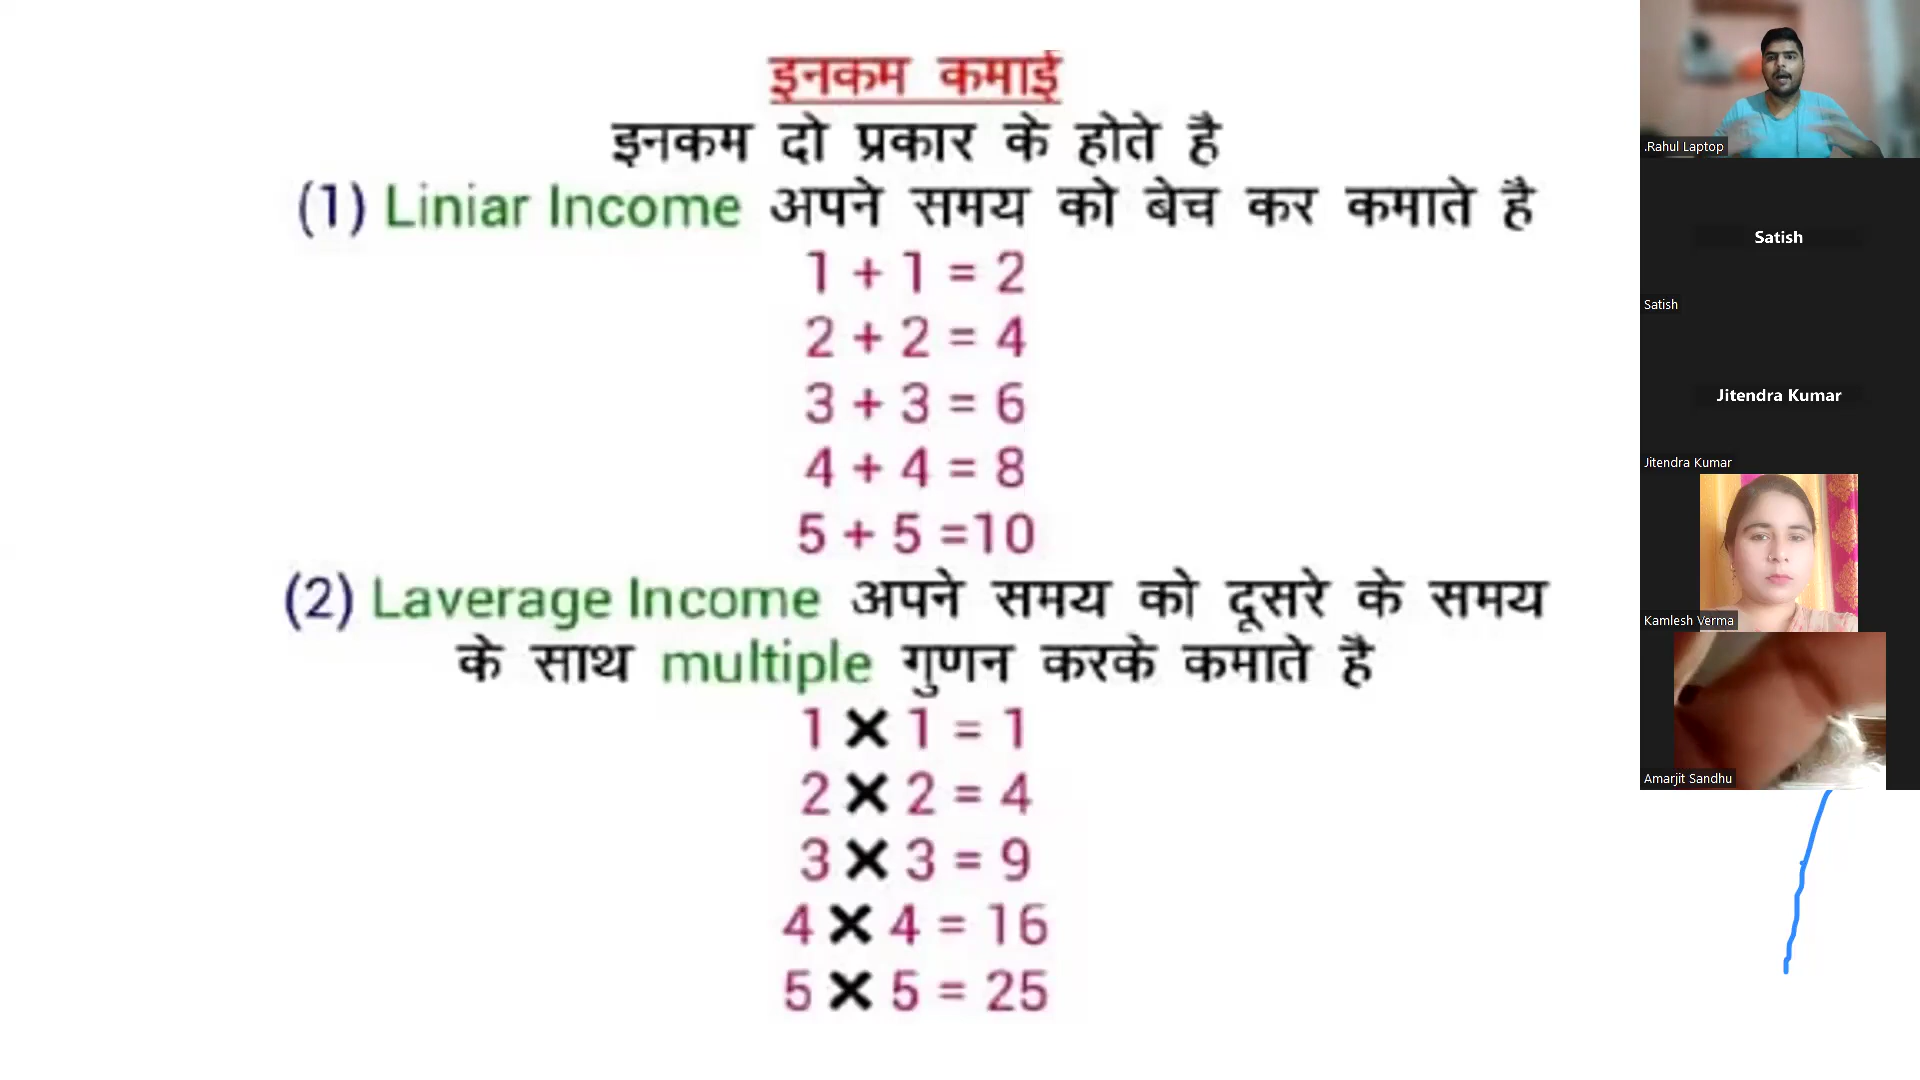 इनकम कमाई
इनकम दो प्रकार के होते है
(1) Liniar Income अपने समय को बेच कर कमाते है
1 + 1 = 2
2 + 2 = 4
3 + 3 = 6
4 + 4 = 8
5 + 5 =10
(2) Laverage Income अपने समय को दूसरे के समय
के साथ multiple गुणन करके कमाते है
1 ✖ 1 = 1
2 ✖ 2 = 4
3 ✖ 3 = 9
4 ✖ 4 = 16
5 ✖ 5 = 25
.Rahul Laptop
Satish
Satish
Jitendra Kumar
Jitendra Kumar
Kamlesh Verma
Amarjit Sandhu